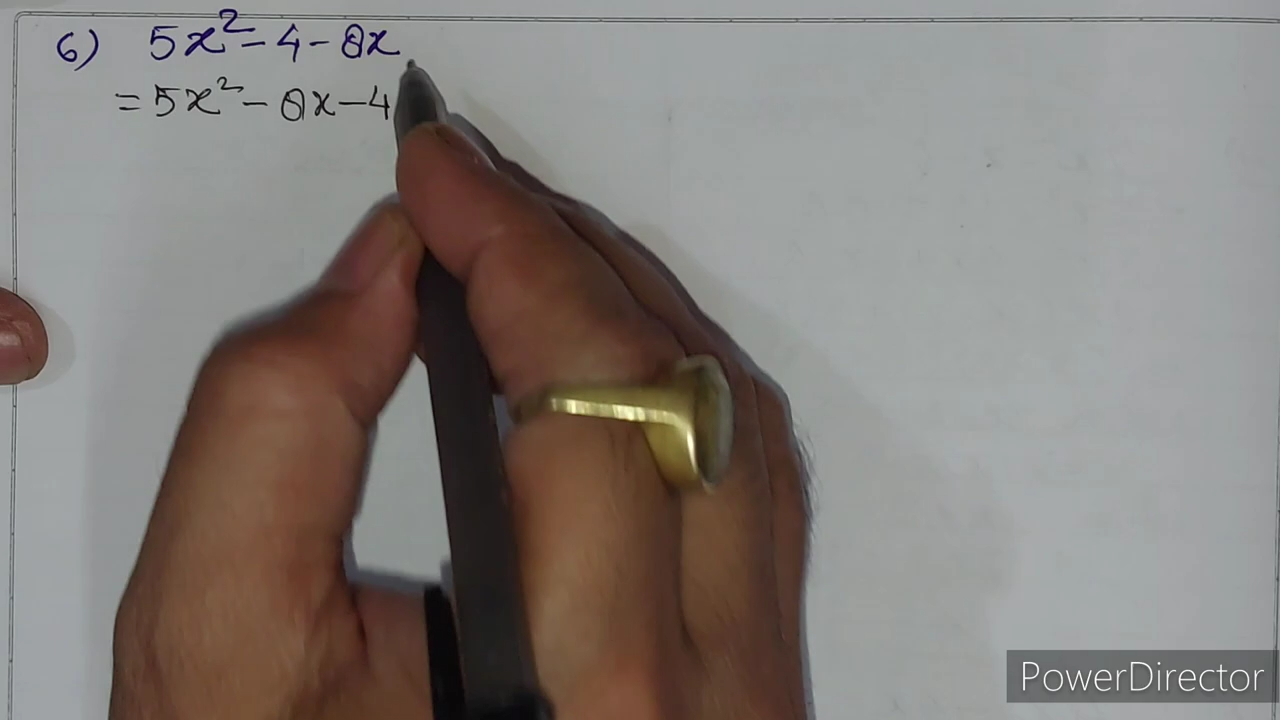 6) 5x² - 4 - 8x
= 5x² - 8x - 4
PowerDirector